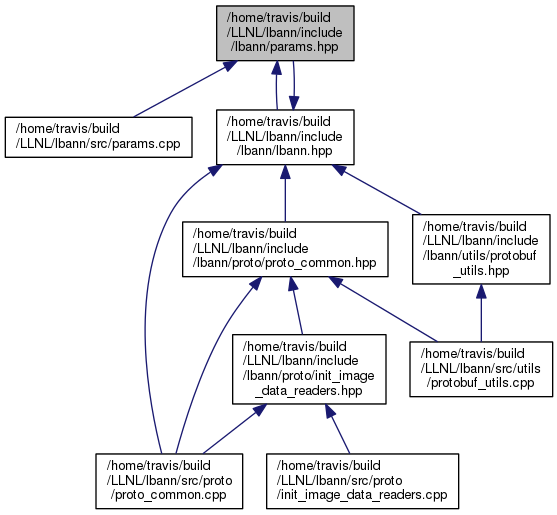 /home/travis/build
/LLNL/lbann/include
/lbann/params.hpp
/home/travis/build
/LLNL/lbann/src/params.cpp
/home/travis/build
/LLNL/lbann/include
/lbann/lbann.hpp
/home/travis/build
/LLNL/lbann/include
/lbann/proto/proto_common.hpp
/home/travis/build
/LLNL/lbann/include
/lbann/utils/protobuf
_utils.hpp
/home/travis/build
/LLNL/lbann/include
/lbann/proto/init_image
_data_readers.hpp
/home/travis/build
/LLNL/lbann/src/utils
/protobuf_utils.cpp
/home/travis/build
/LLNL/lbann/src/proto
/proto_common.cpp
/home/travis/build
/LLNL/lbann/src/proto
/init_image_data_readers.cpp